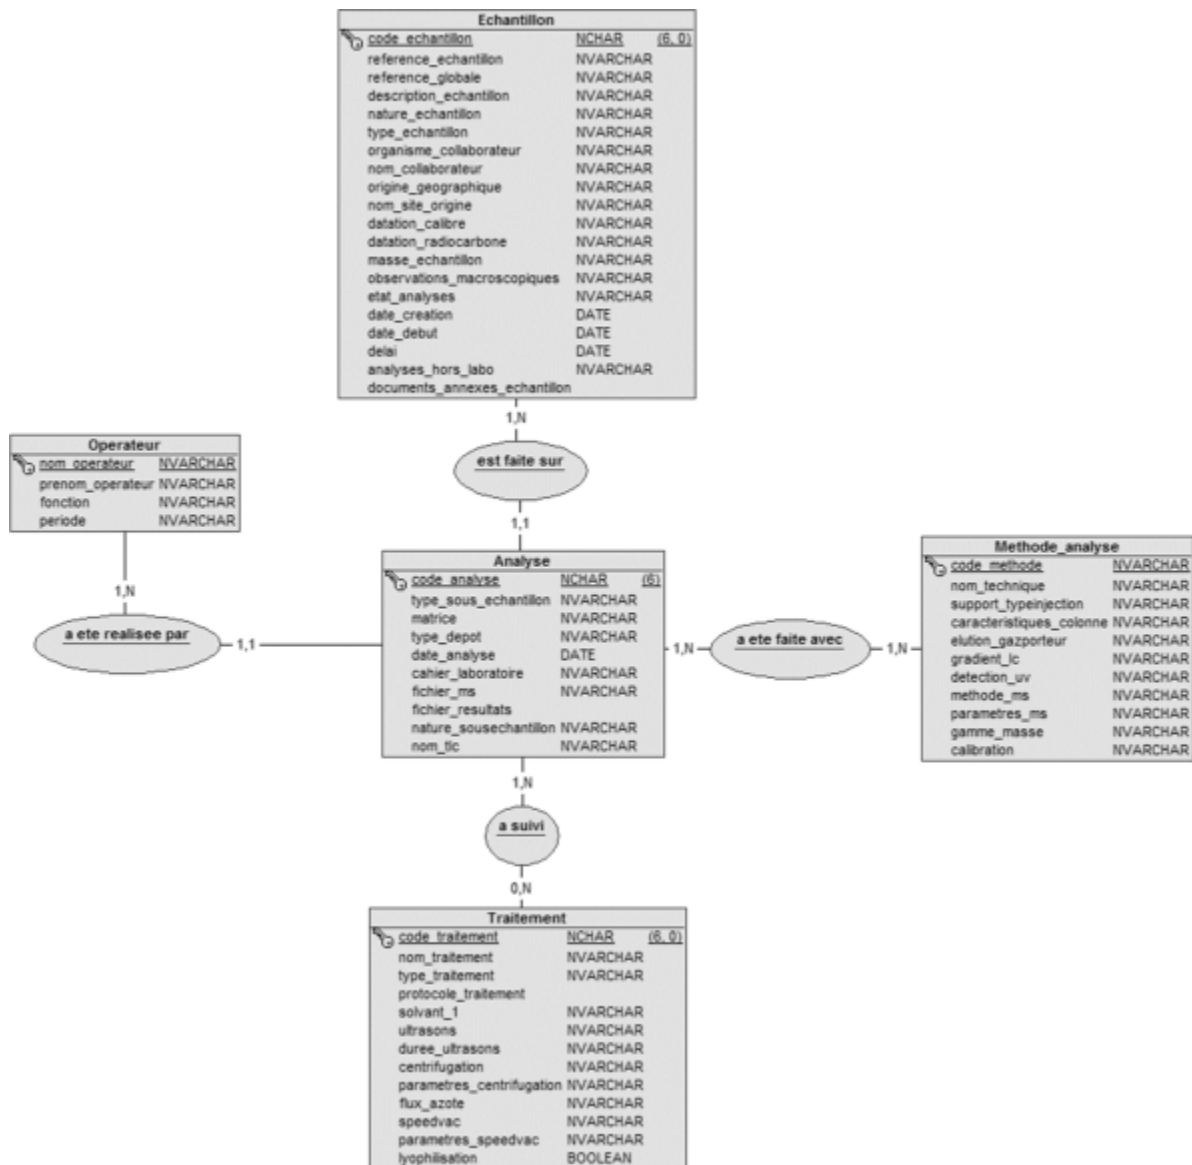 Echantillon
code_echantillon NCHAR (6, 0)
reference_echantillon NVARCHAR
reference_globale NVARCHAR
description_echantillon NVARCHAR
nature_echantillon NVARCHAR
type_echantillon NVARCHAR
organisme_collaborateur NVARCHAR
nom_collaborateur NVARCHAR
origine_geographique NVARCHAR
nom_site_origine NVARCHAR
datation_calibre NVARCHAR
datation_radiocarbone NVARCHAR
masse_echantillon NVARCHAR
observations_macroscopiques NVARCHAR
etat_analyses NVARCHAR
date_creation DATE
date_debut DATE
delai DATE
analyses_hors_labo NVARCHAR
documents_annexes_echantillon
1,N
est faite sur
1,1
Operateur
nom_operateur NVARCHAR
prenom_operateur NVARCHAR
fonction NVARCHAR
periode NVARCHAR
1,N
a ete realisee par
1,1
Analyse
code_analyse NCHAR (6)
type_sous_echantillon NVARCHAR
matrice NVARCHAR
type_depot NVARCHAR
date_analyse DATE
cahier_laboratoire NVARCHAR
fichier_ms NVARCHAR
fichier_resultats
nature_sousechantillon NVARCHAR
nom_tlc NVARCHAR
1,N
a ete faite avec
1,N
Methode_analyse
code_methode NVARCHAR
nom_technique NVARCHAR
support_typeinjection NVARCHAR
caracteristiques_colonne NVARCHAR
elution_gazporteur NVARCHAR
gradient_lc NVARCHAR
detection_uv NVARCHAR
methode_ms NVARCHAR
parametres_ms NVARCHAR
gamme_masse NVARCHAR
calibration NVARCHAR
1,N
a suivi
0,N
Traitement
code_traitement NCHAR (6, 0)
nom_traitement NVARCHAR
type_traitement NVARCHAR
protocole_traitement
solvant_1 NVARCHAR
ultrasons NVARCHAR
duree_ultrasons NVARCHAR
centrifugation NVARCHAR
parametres_centrifugation NVARCHAR
flux_azote NVARCHAR
speedvac NVARCHAR
parametres_speedvac NVARCHAR
lyophilisation BOOLEAN